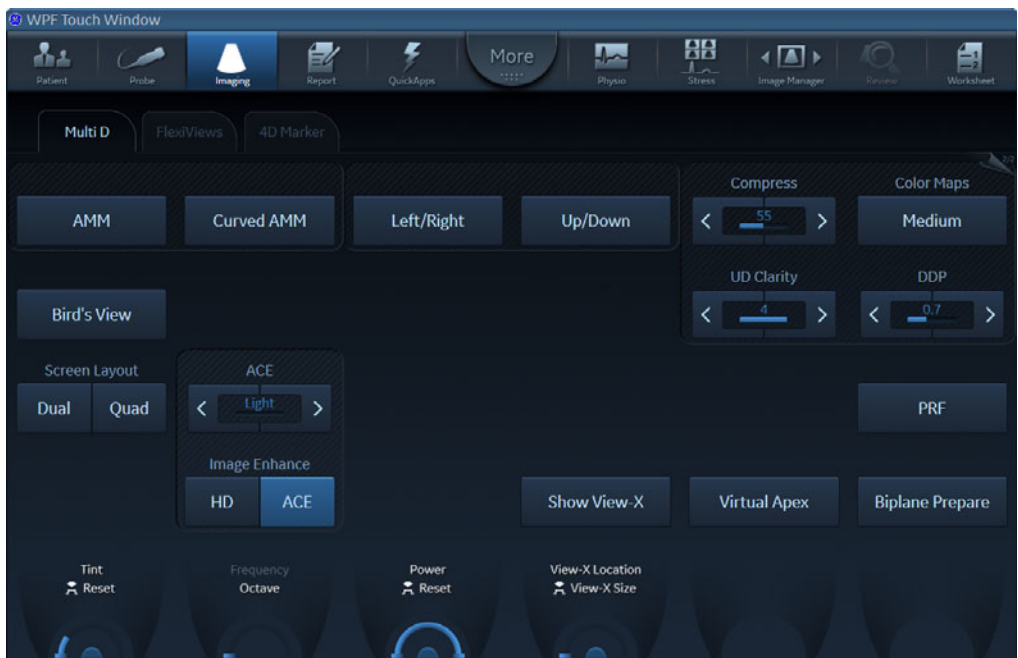 WPF Touch Window
Patient Probe Imaging Report QuickApps More Physio Stress Image Manager Review Worksheet
Multi D FlexiViews 4D Marker
2/2
Compress Color Maps
AMM Curved AMM Left/Right Up/Down 55 Medium
UD Clarity DDP
Bird's View 4 0.7
Screen Layout ACE
Dual Quad Light PRF
Image Enhance
HD ACE Show View-X Virtual Apex Biplane Prepare
Tint Frequency Power View-X Location
Reset Octave Reset View-X Size